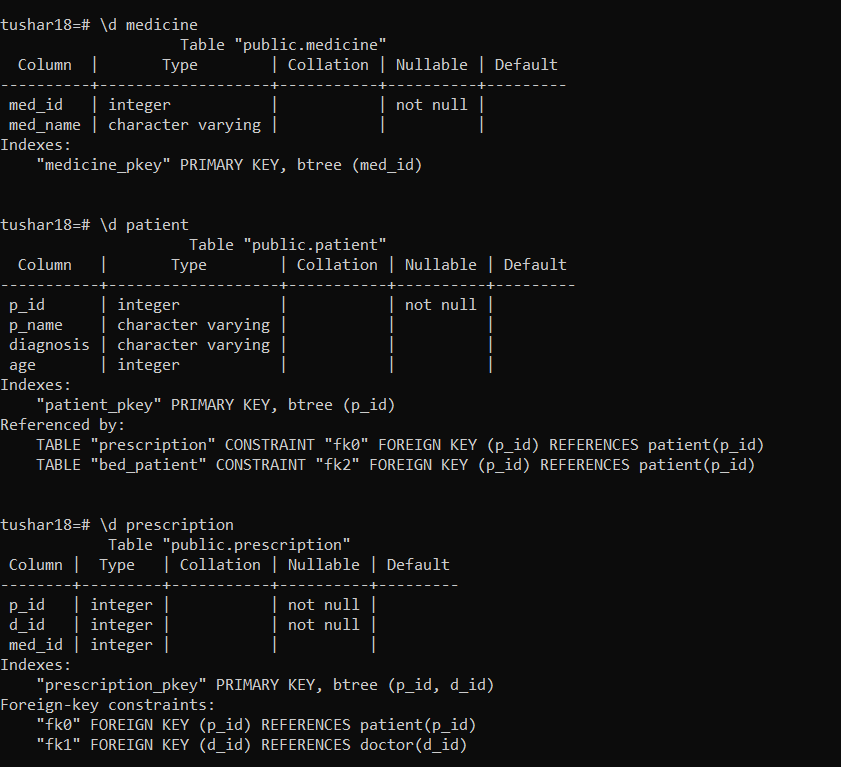 tushar18=# \d medicine
                    Table "public.medicine"
  Column  |       Type        | Collation | Nullable | Default
----------+-------------------+-----------+----------+---------
 med_id   | integer           |           | not null |
 med_name | character varying |           |          |
Indexes:
    "medicine_pkey" PRIMARY KEY, btree (med_id)
tushar18=# \d patient
                     Table "public.patient"
  Column   |       Type        | Collation | Nullable | Default
-----------+-------------------+-----------+----------+---------
 p_id      | integer           |           | not null |
 p_name    | character varying |           |          |
 diagnosis | character varying |           |          |
 age       | integer           |           |          |
Indexes:
    "patient_pkey" PRIMARY KEY, btree (p_id)
Referenced by:
    TABLE "prescription" CONSTRAINT "fk0" FOREIGN KEY (p_id) REFERENCES patient(p_id)
    TABLE "bed_patient" CONSTRAINT "fk2" FOREIGN KEY (p_id) REFERENCES patient(p_id)
tushar18=# \d prescription
            Table "public.prescription"
 Column |  Type   | Collation | Nullable | Default
--------+---------+-----------+----------+---------
 p_id   | integer |           | not null |
 d_id   | integer |           | not null |
 med_id | integer |           |          |
Indexes:
    "prescription_pkey" PRIMARY KEY, btree (p_id, d_id)
Foreign-key constraints:
    "fk0" FOREIGN KEY (p_id) REFERENCES patient(p_id)
    "fk1" FOREIGN KEY (d_id) REFERENCES doctor(d_id)